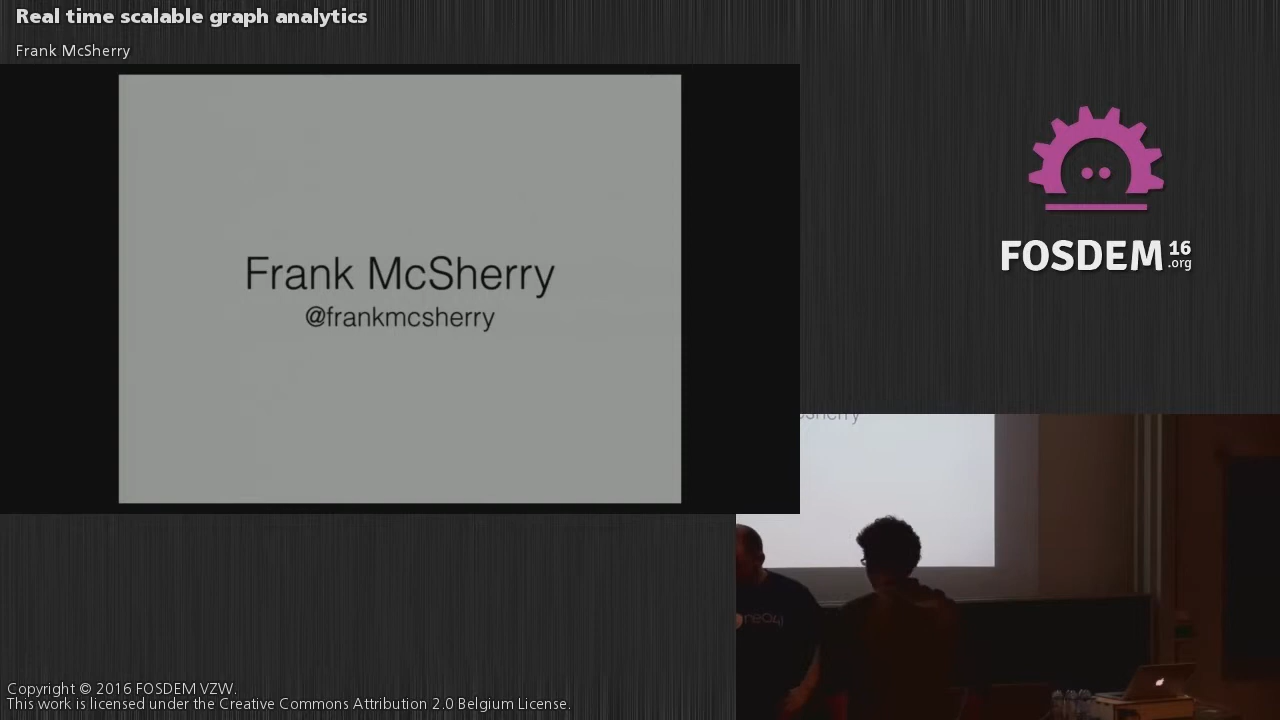 Real time scalable graph analytics
Frank McSherry
Frank McSherry
@frankmcsherry
FOSDEM 16
.org
neo4j
Copyright © 2016 FOSDEM VZW.
This work is licensed under the Creative Commons Attribution 2.0 Belgium License.